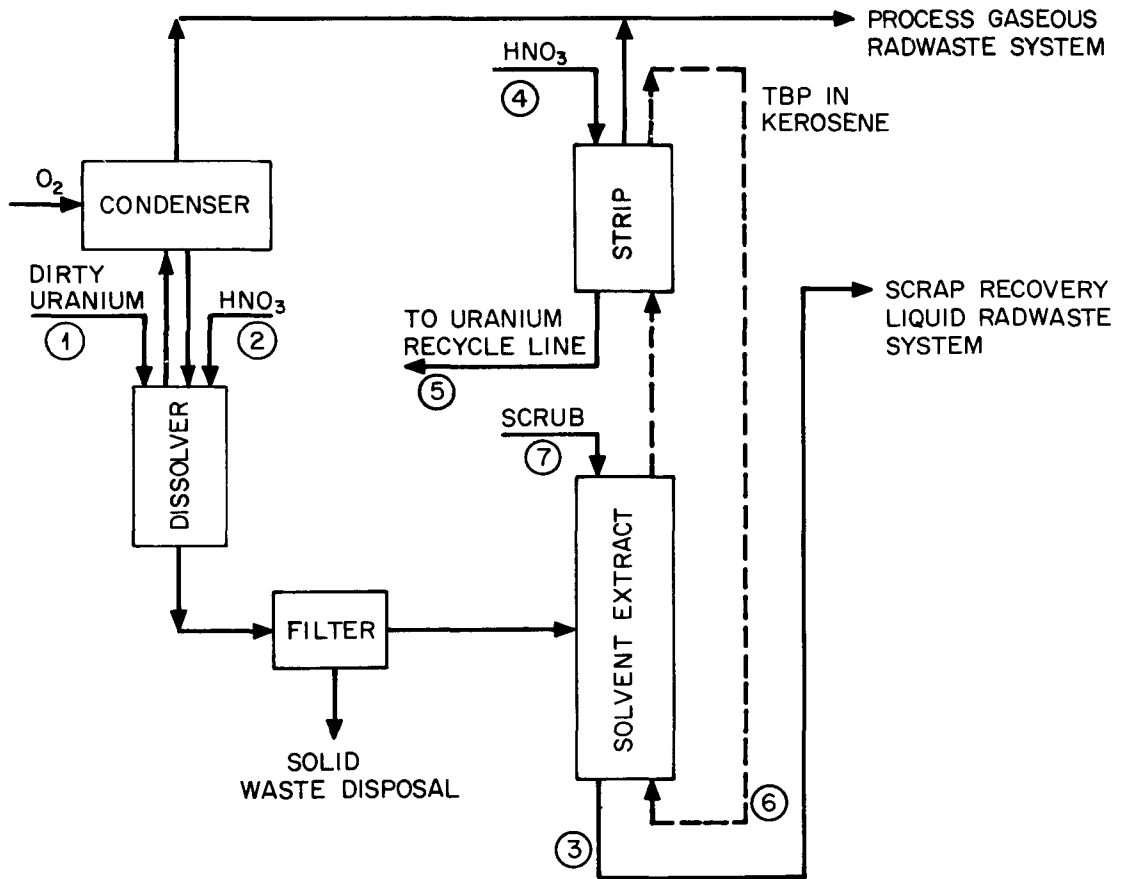 PROCESS GASEOUS
RADWASTE SYSTEM
HNO₃
④
TBP IN
KEROSENE
O₂
CONDENSER
STRIP
DIRTY
URANIUM
①
HNO₃
②
TO URANIUM
RECYCLE LINE
⑤
SCRAP RECOVERY
LIQUID RADWASTE
SYSTEM
DISSOLVER
SCRUB
⑦
FILTER
SOLVENT EXTRACT
SOLID
WASTE DISPOSAL
⑥
③